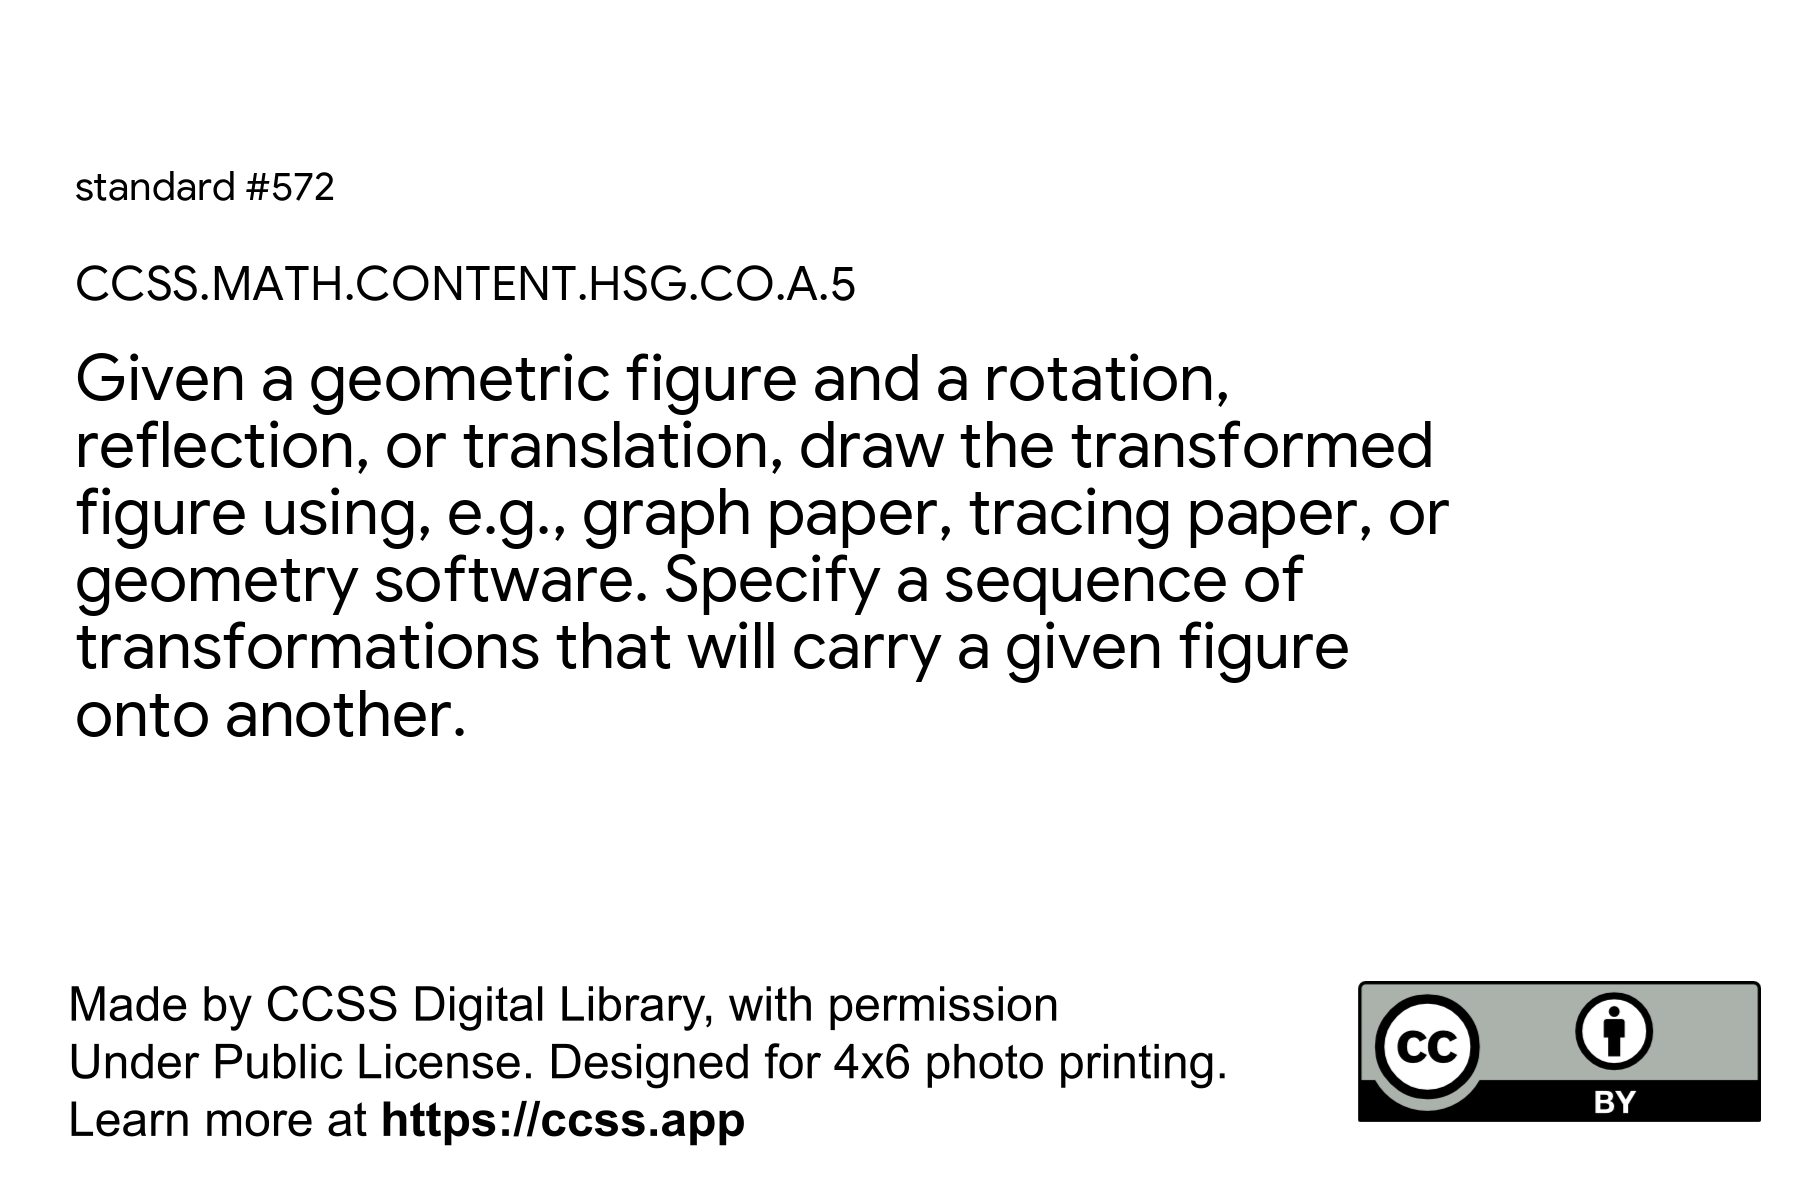 standard #572
CCSS.MATH.CONTENT.HSG.CO.A.5
Given a geometric figure and a rotation,
reflection, or translation, draw the transformed
figure using, e.g., graph paper, tracing paper, or
geometry software. Specify a sequence of
transformations that will carry a given figure
onto another.
Made by CCSS Digital Library, with permission
Under Public License. Designed for 4x6 photo printing.
Learn more at https://ccss.app
cc
BY